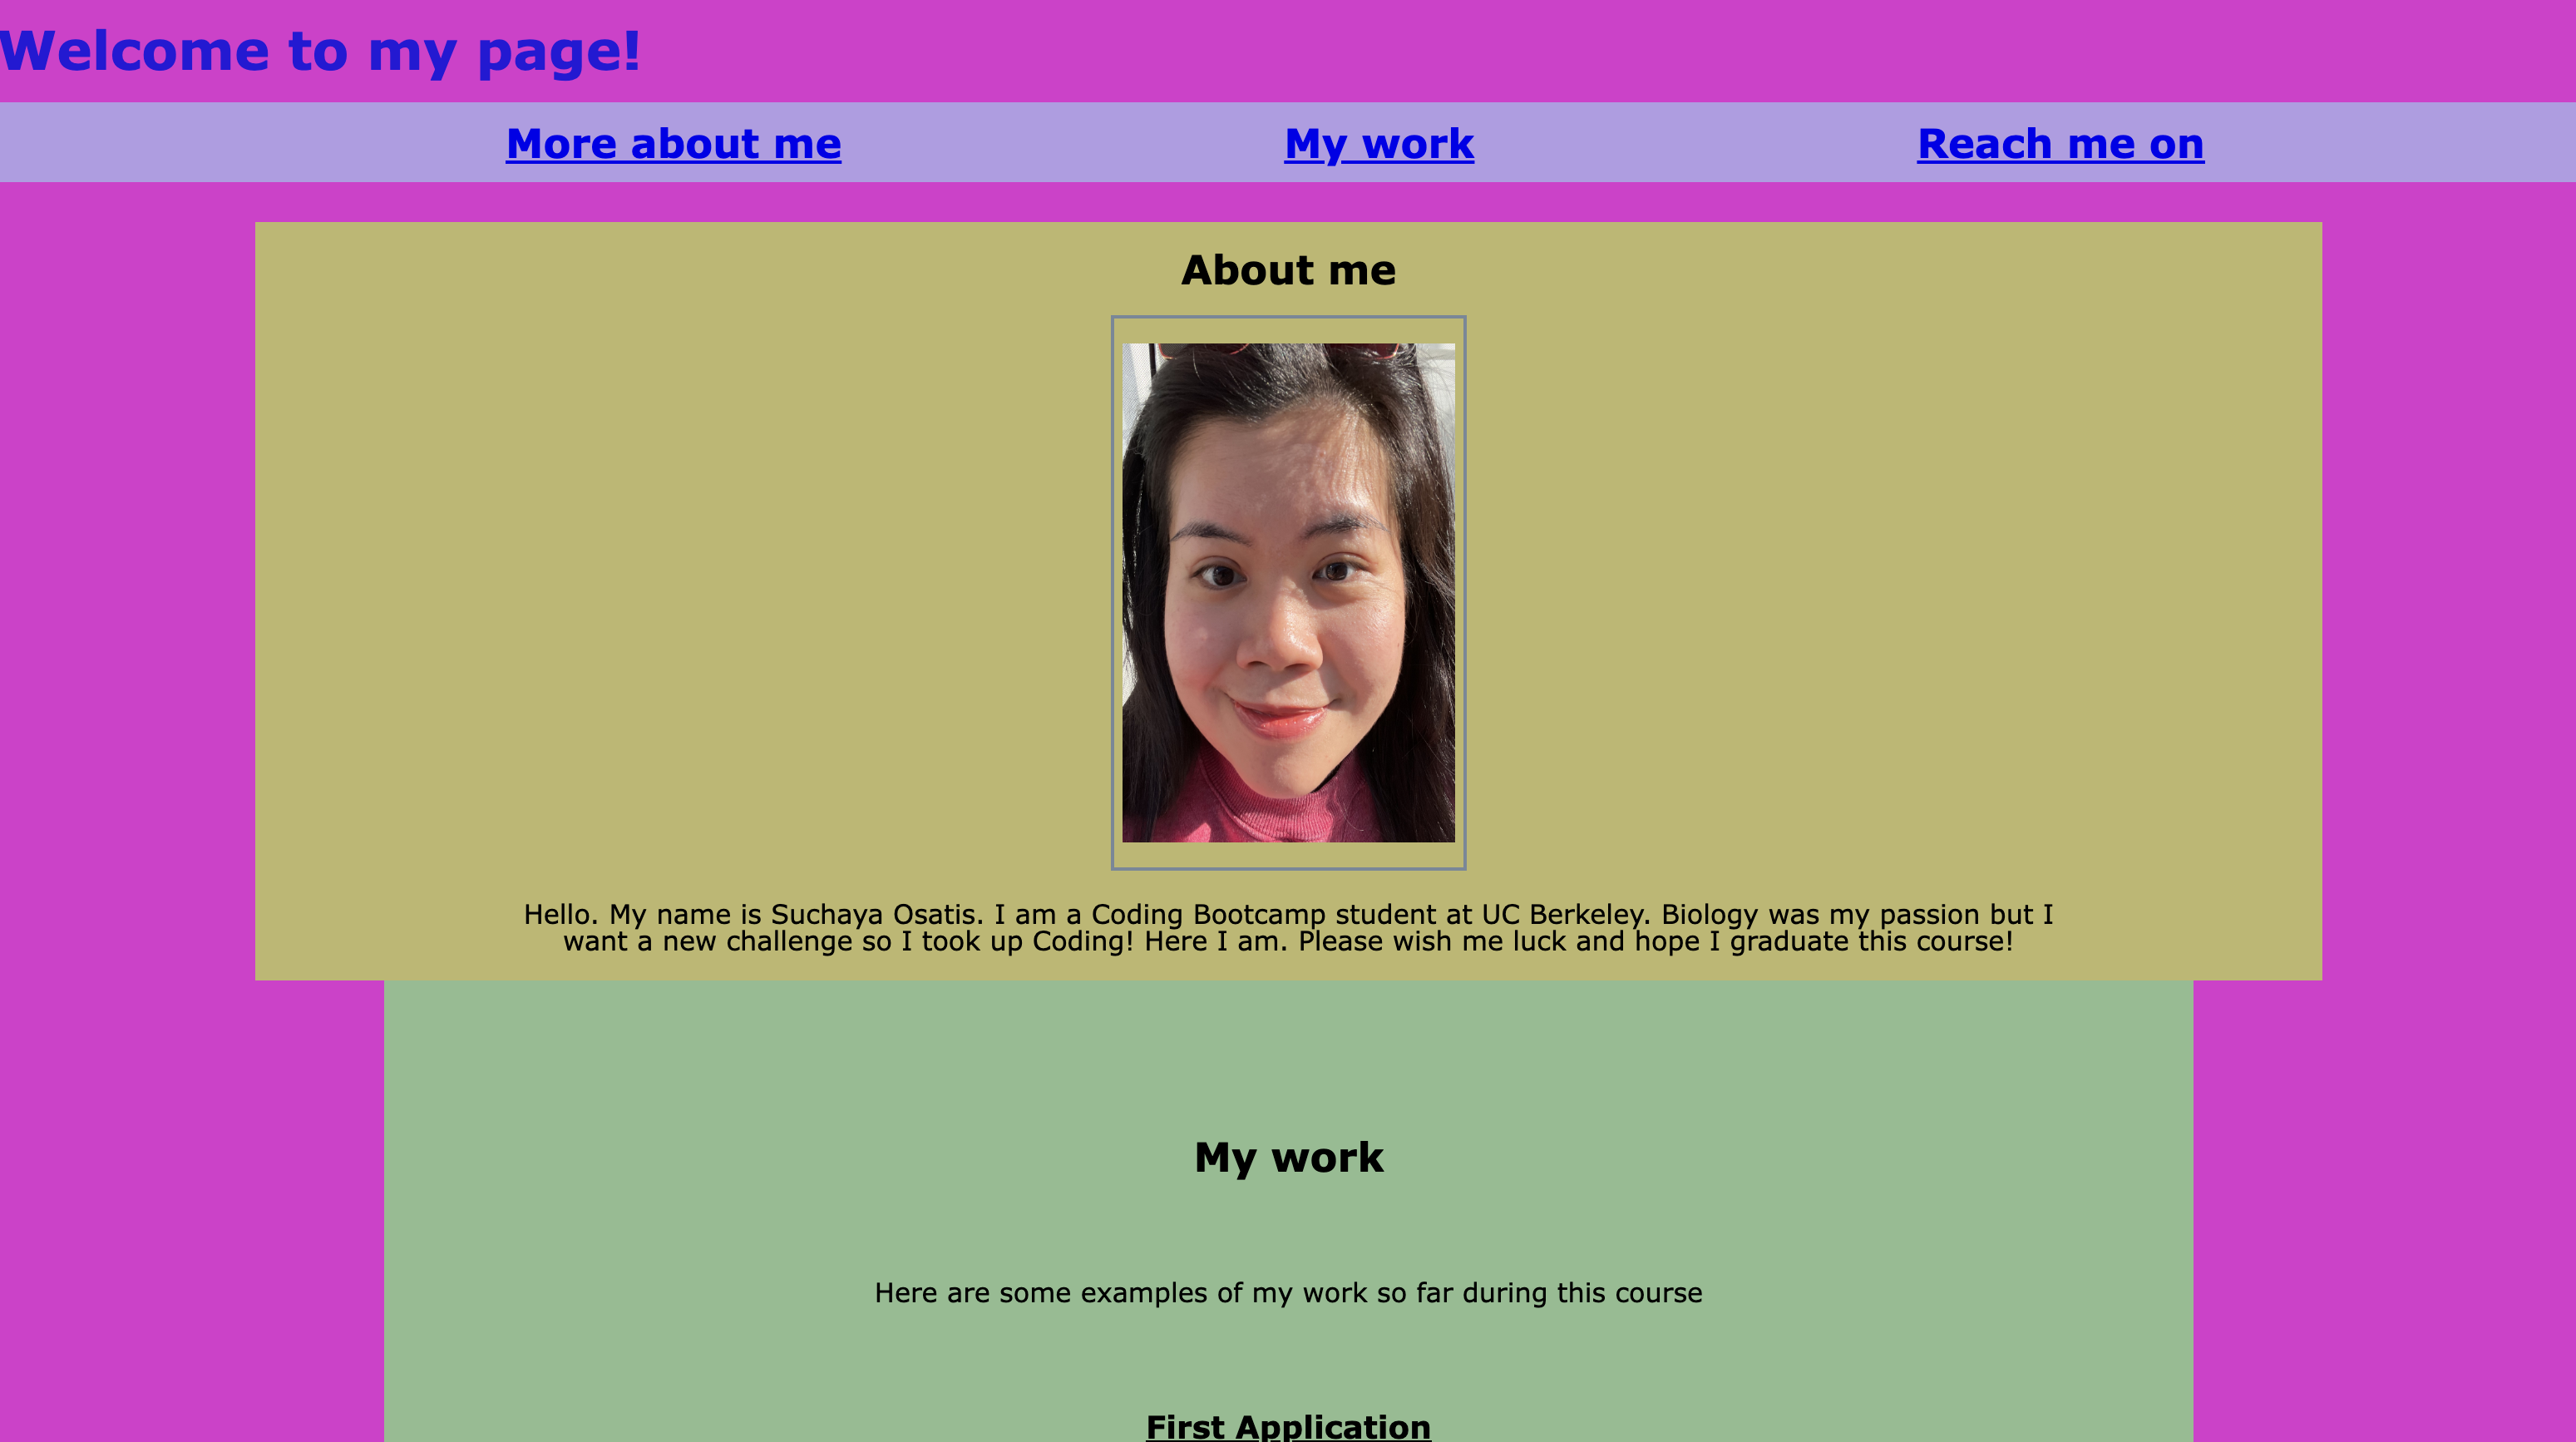 Welcome to my page!
More about me
My work
Reach me on
About me
Hello. My name is Suchaya Osatis. I am a Coding Bootcamp student at UC Berkeley. Biology was my passion but I
want a new challenge so I took up Coding! Here I am. Please wish me luck and hope I graduate this course!
My work
Here are some examples of my work so far during this course
First Application